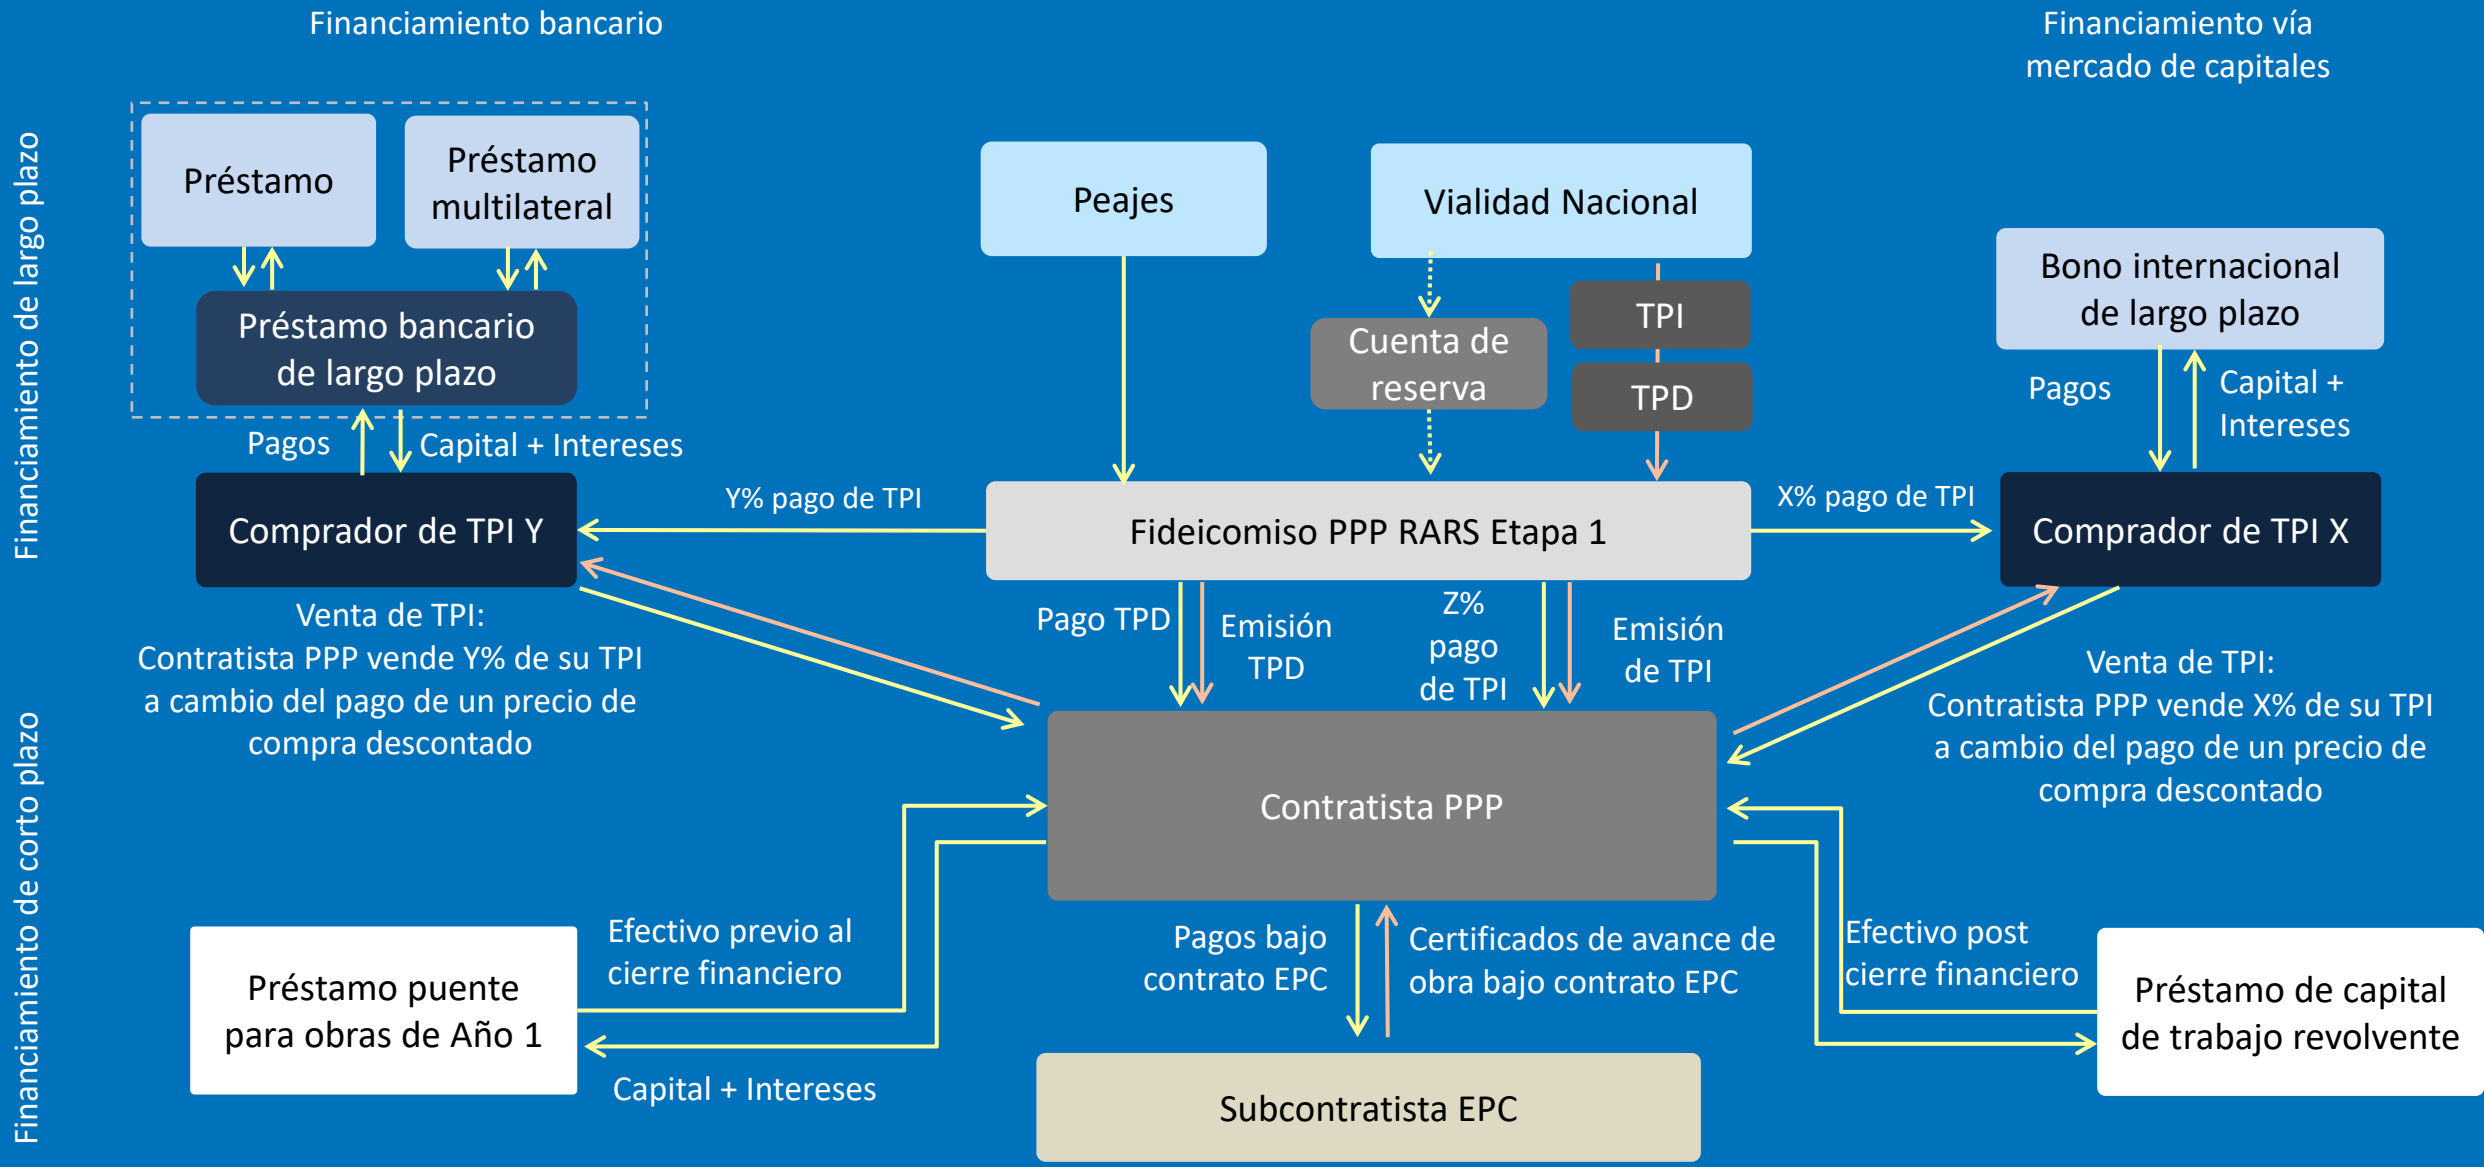 Financiamiento bancario
Financiamiento vía
mercado de capitales
Financiamiento de largo plazo
Préstamo
Préstamo
multilateral
Préstamo bancario
de largo plazo
Pagos
Capital + Intereses
Comprador de TPI Y
Peajes
Vialidad Nacional
Cuenta de
reserva
TPI
TPD
Bono internacional
de largo plazo
Pagos
Capital +
Intereses
Y% pago de TPI
Fideicomiso PPP RARS Etapa 1
X% pago de TPI
Comprador de TPI X
Venta de TPI:
Contratista PPP vende Y% de su TPI
a cambio del pago de un precio de
compra descontado
Pago TPD
Emisión
TPD
Z%
pago
de TPI
Emisión
de TPI
Venta de TPI:
Contratista PPP vende X% de su TPI
a cambio del pago de un precio de
compra descontado
Financiamiento de corto plazo
Contratista PPP
Préstamo puente
para obras de Año 1
Efectivo previo al
cierre financiero
Capital + Intereses
Pagos bajo
contrato EPC
Certificados de avance de
obra bajo contrato EPC
Efectivo post
cierre financiero
Préstamo de capital
de trabajo revolvente
Subcontratista EPC